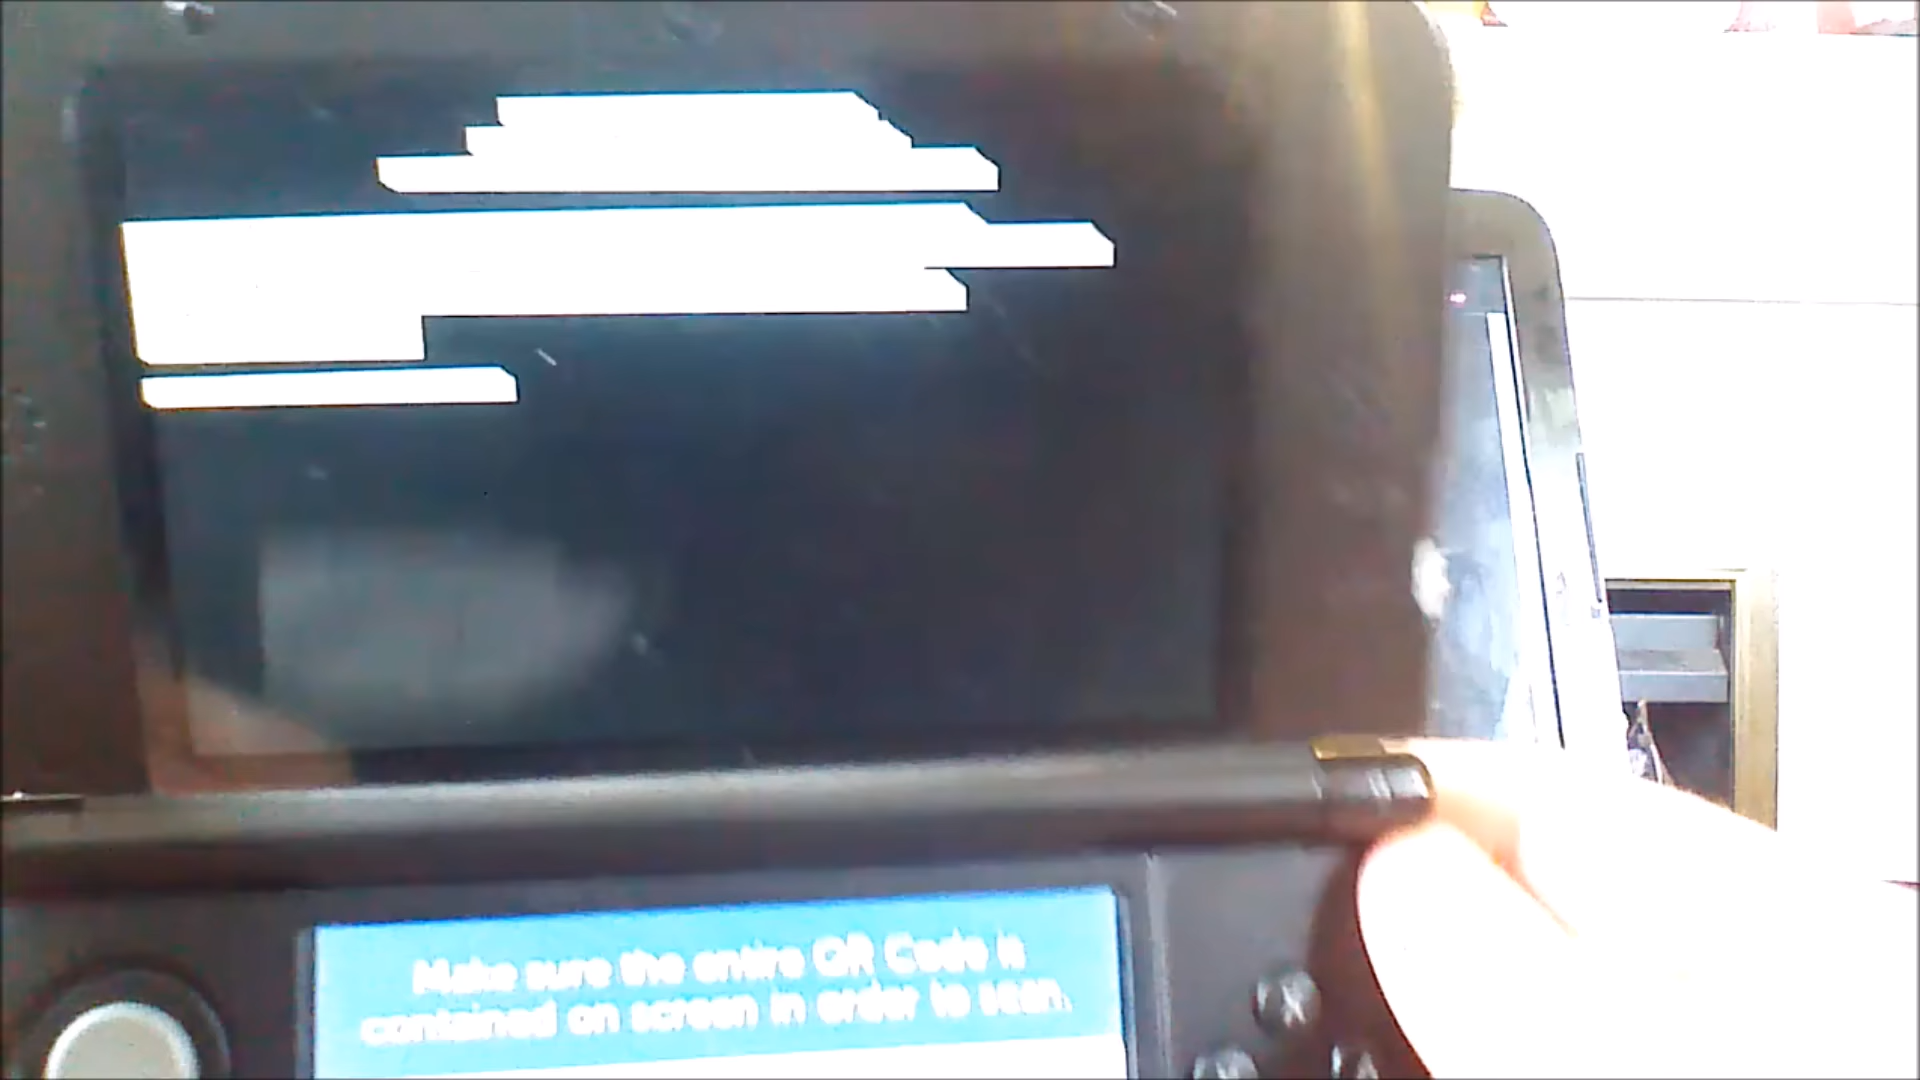 Make sure the entire QR Code is
contained on screen in order to scan.
X
Y
A